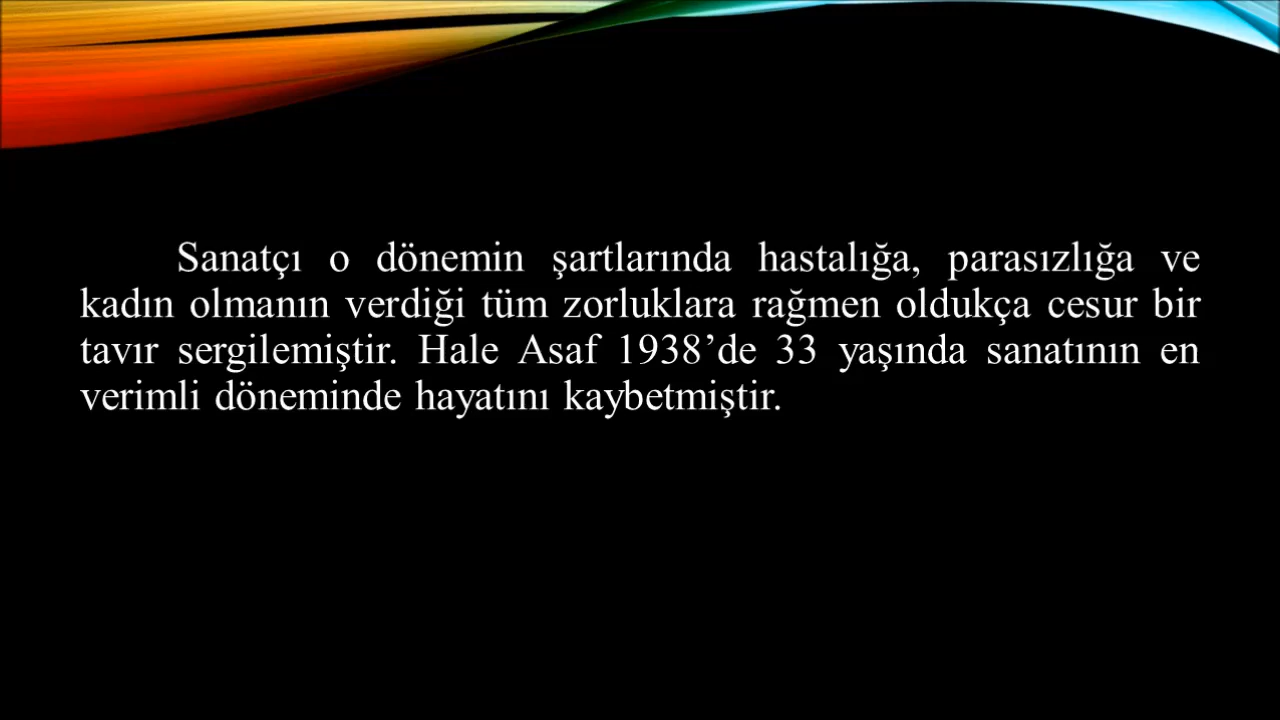 Sanatçı o dönemin şartlarında hastalığa, parasızlığa ve
kadın olmanın verdiği tüm zorluklara rağmen oldukça cesur bir
tavır sergilemiştir. Hale Asaf 1938’de 33 yaşında sanatının en
verimli döneminde hayatını kaybetmiştir.